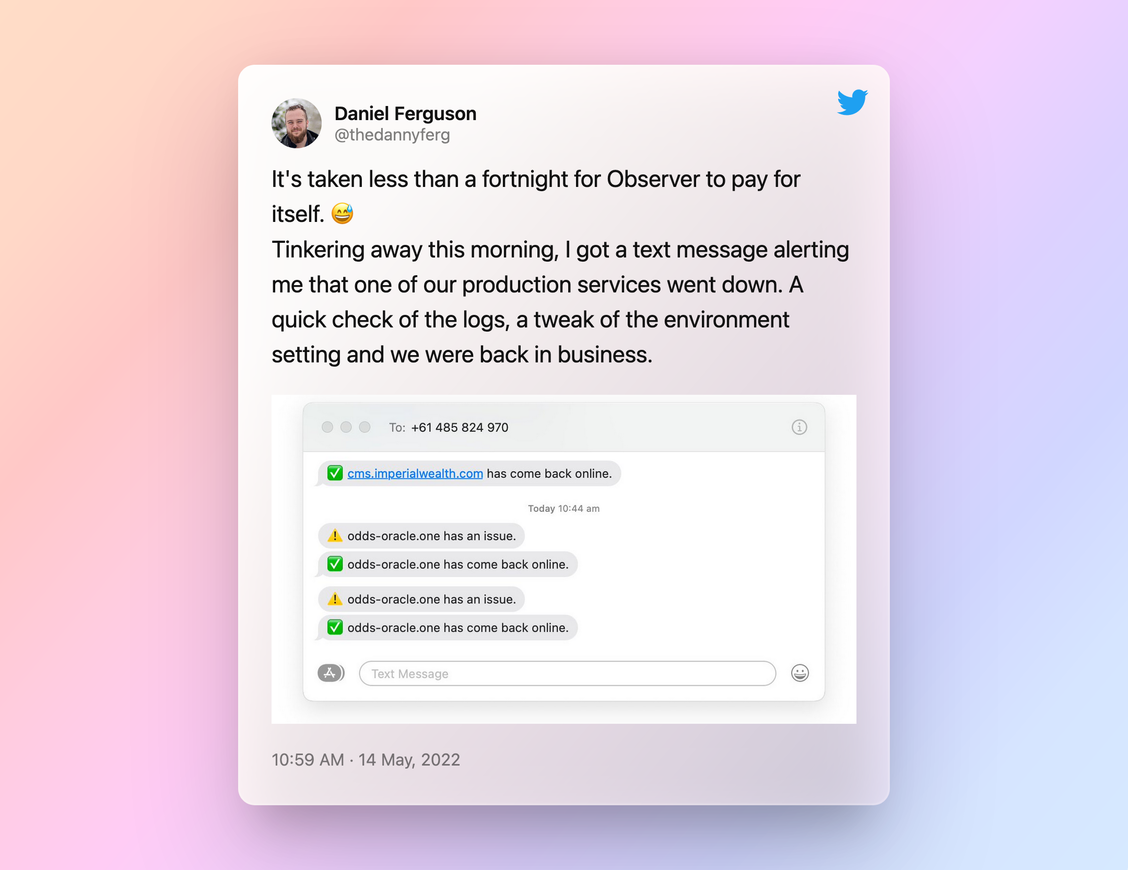 Daniel Ferguson
@thedannyferg
It's taken less than a fortnight for Observer to pay for
itself. 😅
Tinkering away this morning, I got a text message alerting
me that one of our production services went down. A
quick check of the logs, a tweak of the environment
setting and we were back in business.
To: +61 485 824 970
✅ cms.imperialwealth.com has come back online.
Today 10:44 am
⚠️ odds-oracle.one has an issue.
✅ odds-oracle.one has come back online.
⚠️ odds-oracle.one has an issue.
✅ odds-oracle.one has come back online.
Text Message
10:59 AM · 14 May, 2022